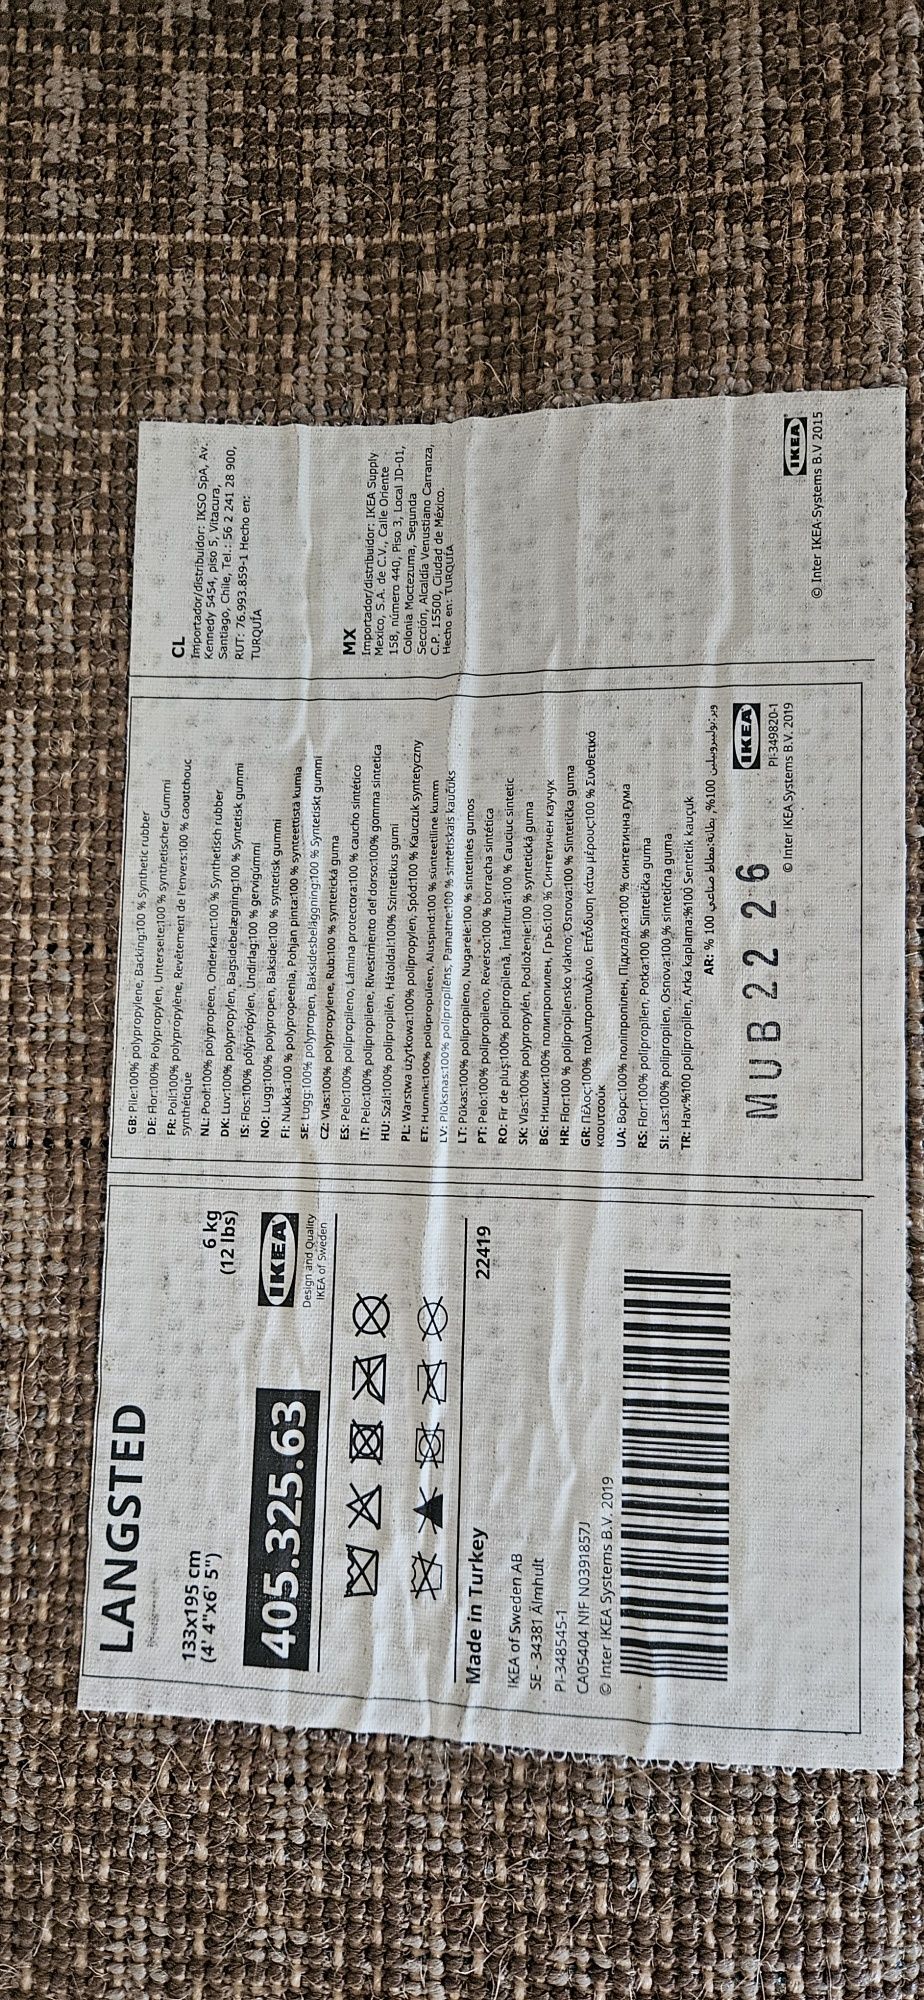 LANGSTED
133x195 cm
(4' 4"x6' 5")
6 kg
(12 lbs)
405.325.63
IKEA
Design and Quality
IKEA of Sweden
Made in Turkey
22419
IKEA of Sweden AB
SE - 34381 Älmhult
PI-348545-1
CA05404 NIF N0391857J
© Inter IKEA Systems B.V. 2019
GB: Pile:100% polypropylene, Backing:100 % Synthetic rubber
DE: Flor:100% Polypropylen, Unterseite:100 % synthetischer Gummi
FR: Poil:100% polypropylène, Revêtement de l'envers:100 % caoutchouc
synthétique
NL: Pool:100% polypropeen, Onderkant:100 % Synthetisch rubber
DK: Luv:100% polypropylen, Bagsidebelægning:100 % Syntetisk gummi
IS: Flos:100% pólýprópýlen, Undirlag:100 % gervigúmmí
NO: Lugg:100% polypropen, Bakside:100 % syntetisk gummi
FI: Nukka:100 % polypropeenia, Pohjan pinta:100 % synteettistä kumia
SE: Lugg:100% polypropen, Baksidesbeläggning:100 % Syntetiskt gummi
CZ: Vlas:100% polypropylene, Rub:100 % syntetická guma
ES: Pelo:100% polipropileno, Lámina protectora:100 % caucho sintético
IT: Pelo:100% polipropilene, Rivestimento del dorso:100% gomma sintetica
HU: Szál:100% polipropilén, Hátoldal:100% Szintetikus gumi
PL: Warstwa użytkowa:100% polipropylen, Spód:100 % Kauczuk syntetyczny
ET: Hunnik:100% polüpropüleen, Aluspind:100 % sünteetiline kumm
LV: Plūksnas:100% polipropilēns, Pamatne:100 % sintētiskais kaučuks
LT: Pūkas:100% polipropileno, Nugarėlė:100 % sintetinės gumos
PT: Pelo:100% polipropileno, Reverso:100 % borracha sintética
RO: Fir de pluş:100% polipropilenă, Întăritură:100 % Cauciuc sintetic
SK: Vlas:100% polypropylén, Podloženie:100 % syntetická guma
BG: Нишки:100% полипропилен, Гръб:100 % Синтетичен каучук
HR: Flor:100 % polipropilensko vlakno, Osnova:100 % Sintetička guma
GR: Πέλος:100% πολυπροπυλένιο, Επένδυση κάτω μέρους:100 % Συνθετικό
καουτσούκ
UA: Ворс:100% поліпропілен, Підкладка:100 % синтетична гума
RS: Flor:100% polipropilen, Potka:100 % Sintetička guma
SI: Las:100% polipropilen, Osnova:100 % sintetična guma
TR: Hav:%100 polipropilen, Arka kaplama:%100 Sentetik kauçuk
AR: وبر:بولیبروبیلین 100%, بطانة:مطاط صناعي 100 %
MUB 2226
IKEA
PI-349820-1
© Inter IKEA Systems B.V. 2019
CL
Importador/distribuidor: IKSO SpA, Av.
Kennedy 5454, piso 5, Vitacura,
Santiago, Chile, Tel.: 56 2 241 28 900,
RUT: 76.993.859-1 Hecho en:
TURQUÍA
MX
Importador/distribuidor: IKEA Supply
Mexico, S.A. de C.V., Calle Oriente
158, número 440, Piso 3, Local JD-01,
Colonia Moctezuma, Segunda
Sección, Alcaldía Venustiano Carranza,
C.P. 15500, Ciudad de México.
Hecho en: TURQUÍA
IKEA
© Inter IKEA Systems B.V 2015